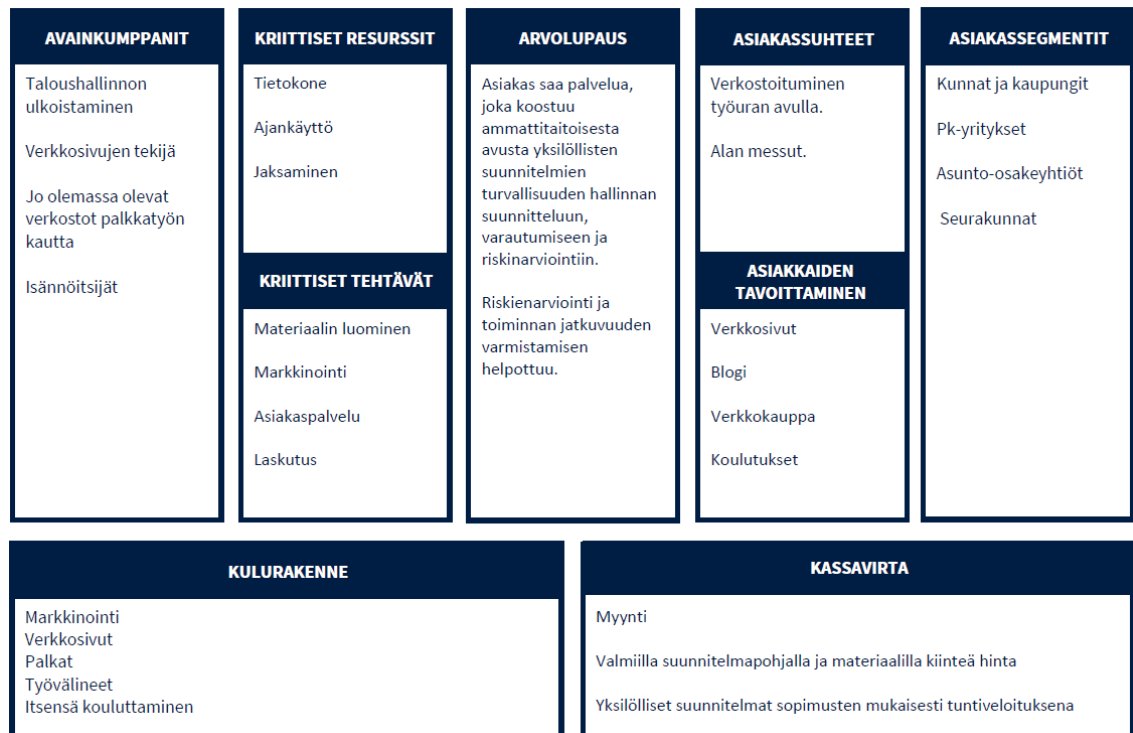 AVAINKUMPPANIT
Taloushallinnon
ulkoistaminen
Verkkosivujen tekijä
Jo olemassa olevat
verkostot palkkatyön
kautta
Isännöitsijät
KRIITTISET RESURSSIT
Tietokone
Ajankäyttö
Jaksaminen
KRIITTISET TEHTÄVÄT
Materiaalin luominen
Markkinointi
Asiakaspalvelu
Laskutus
ARVOLUPAUS
Asiakas saa palvelua,
joka koostuu
ammattitaitoisesta
avusta yksilöllisten
suunnitelmien
turvallisuuden hallinnan
suunnitteluun,
varautumiseen ja
riskinarviointiin.
Riskienarviointi ja
toiminnan jatkuvuuden
varmistamisen
helpottuu.
ASIAKASSUHTEET
Verkostoituminen
työuran avulla.
Alan messut.
ASIAKKAIDEN
TAVOITTAMINEN
Verkkosivut
Blogi
Verkkokauppa
Koulutukset
ASIAKASSEGMENTIT
Kunnat ja kaupungit
Pk-yritykset
Asunto-osakeyhtiöt
Seurakunnat
KULURAKENNE
Markkinointi
Verkkosivut
Palkat
Työvälineet
Itsensä kouluttaminen
KASSAVIRTA
Myynti
Valmiilla suunnitelmapohjalla ja materiaalilla kiinteä hinta
Yksilölliset suunnitelmat sopimusten mukaisesti tuntiveloituksena